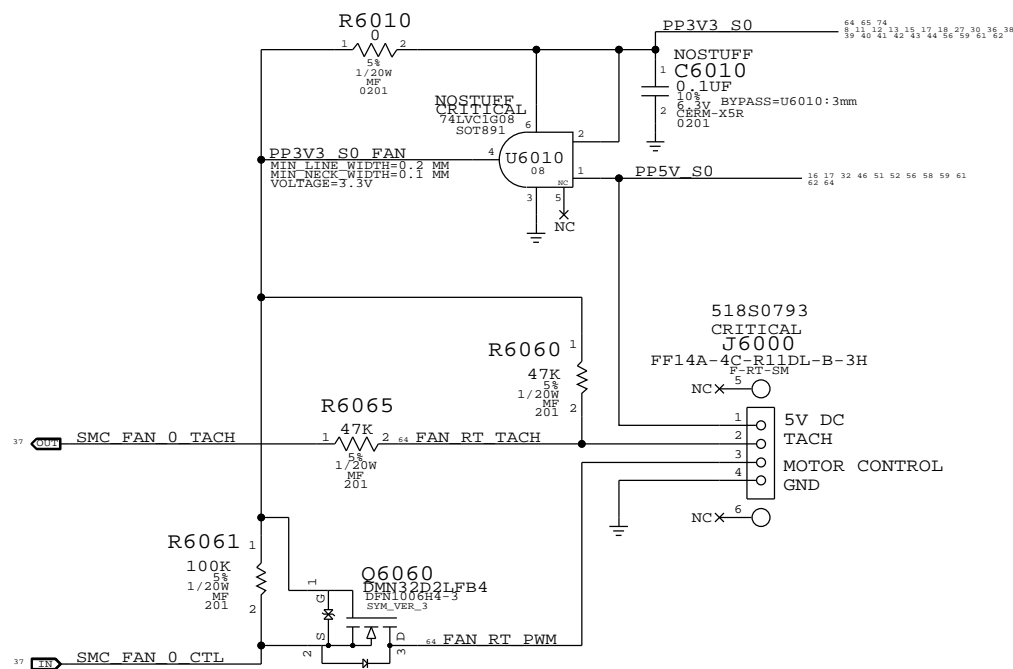 R6010
0
1 2
5%
1/20W
MF
0201
PP3V3_S0
64 65 74
8 11 12 13 15 17 18 27 30 36 38
39 40 41 42 43 44 56 59 61 62
NOSTUFF
1 C6010
0.1UF
10%
6.3V BYPASS=U6010:3mm
2 CERM-X5R
0201
NOSTUFF
CRITICAL
74LVC1G08
SOT891
6
2
4
U6010
08
1
NC
3 5
NC
PP3V3_S0_FAN
MIN_LINE_WIDTH=0.2 MM
MIN_NECK_WIDTH=0.1 MM
VOLTAGE=3.3V
PP5V_S0
16 17 32 46 51 52 56 58 59 61
62 64
518S0793
CRITICAL
J6000
FF14A-4C-R11DL-B-3H
F-RT-SM
NC 5
R6060 1
47K
5%
1/20W
MF
201 2
1 5V DC
2 TACH
3 MOTOR CONTROL
4 GND
NC 6
R6065
47K
37 OUT SMC_FAN_0_TACH 1 2 64 FAN_RT_TACH
5%
1/20W
MF
201
R6061 1
100K
5%
1/20W
MF
201 2
Q6060
DMN32D2LFB4
DFN1006H4-3
SYM_VER_3
1
G
S D
2 3
64 FAN_RT_PWM
37 IN SMC_FAN_0_CTL